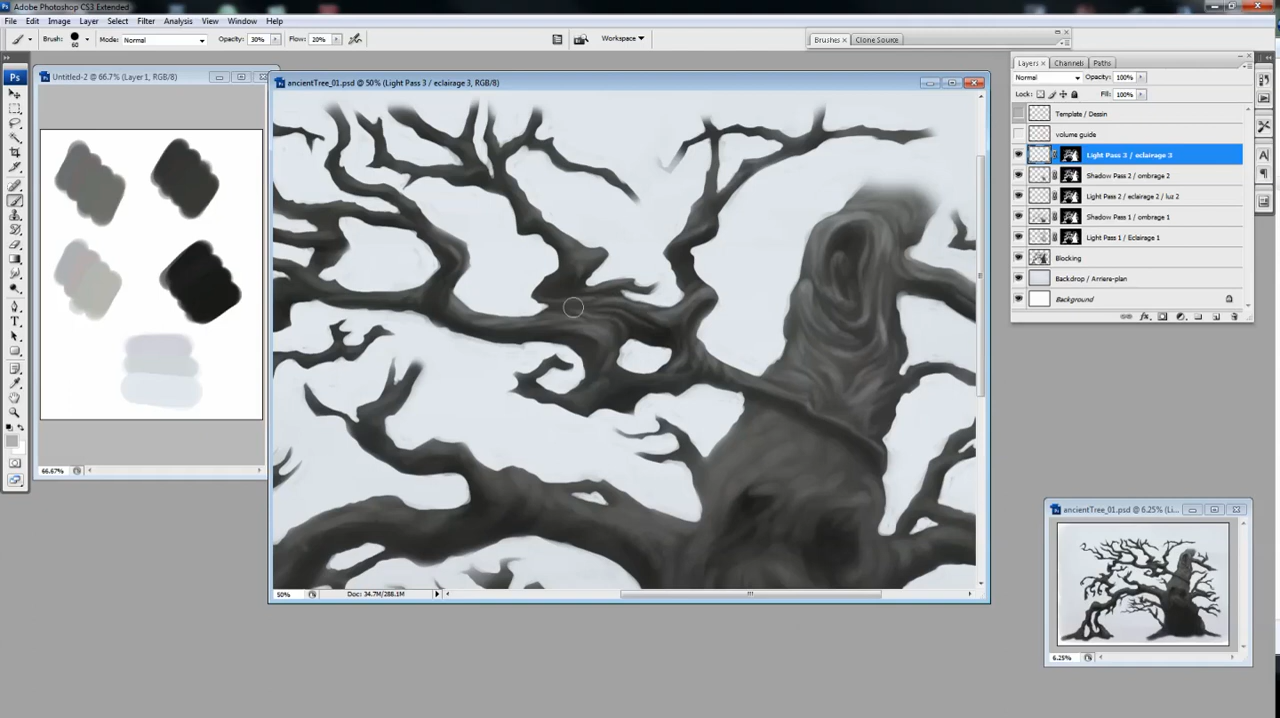 Adobe Photoshop CS3 Extended
File Edit Image Layer Select Filter Analysis View Window Help
Brush: 60 Mode: Normal Opacity: 30% Flow: 20% Workspace
Brushes Clone Source
Ps Untitled-2 @ 66.7% (Layer 1, RGB/8)
ancientTree_01.psd @ 50% (Light Pass 3 / eclairage 3, RGB/8)
Layers Channels Paths
Normal Opacity: 100%
Lock: Fill: 100%
Template / Dessin
volume guide
Light Pass 3 / eclairage 3
Shadow Pass 2 / ombrage 2
Light Pass 2 / eclairage 2 / luz 2
Shadow Pass 1 / ombrage 1
Light Pass 1 / Eclairage 1
Blocking
Backdrop / Arriere-plan
Background
66.67%
50% Doc: 34.7M/288.1M
ancientTree_01.psd @ 6.25% (Li...
6.25%